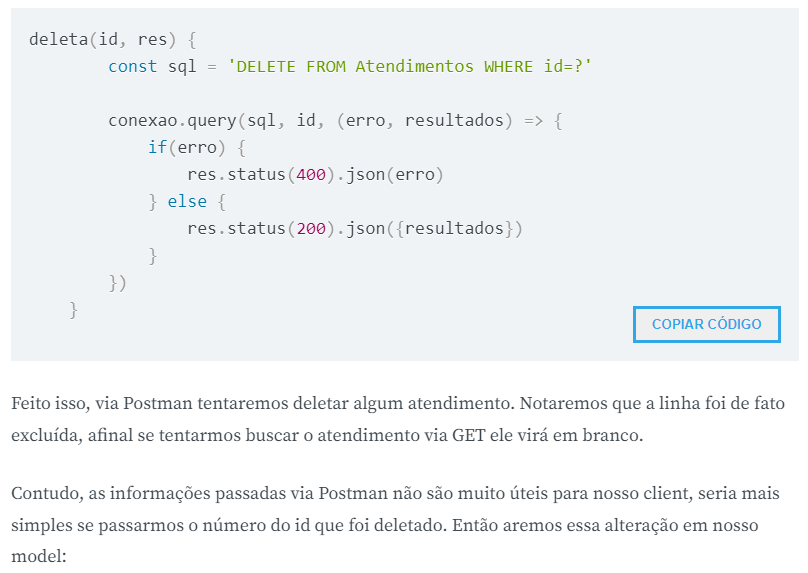 deleta(id, res) {
        const sql = 'DELETE FROM Atendimentos WHERE id=?'

        conexao.query(sql, id, (erro, resultados) => {
            if(erro) {
                res.status(400).json(erro)
            } else {
                res.status(200).json({resultados})
            }
        })
    }
COPIAR CÓDIGO
Feito isso, via Postman tentaremos deletar algum atendimento. Notaremos que a linha foi de fato
excluída, afinal se tentarmos buscar o atendimento via GET ele virá em branco.
Contudo, as informações passadas via Postman não são muito úteis para nosso client, seria mais
simples se passarmos o número do id que foi deletado. Então aremos essa alteração em nosso
model: